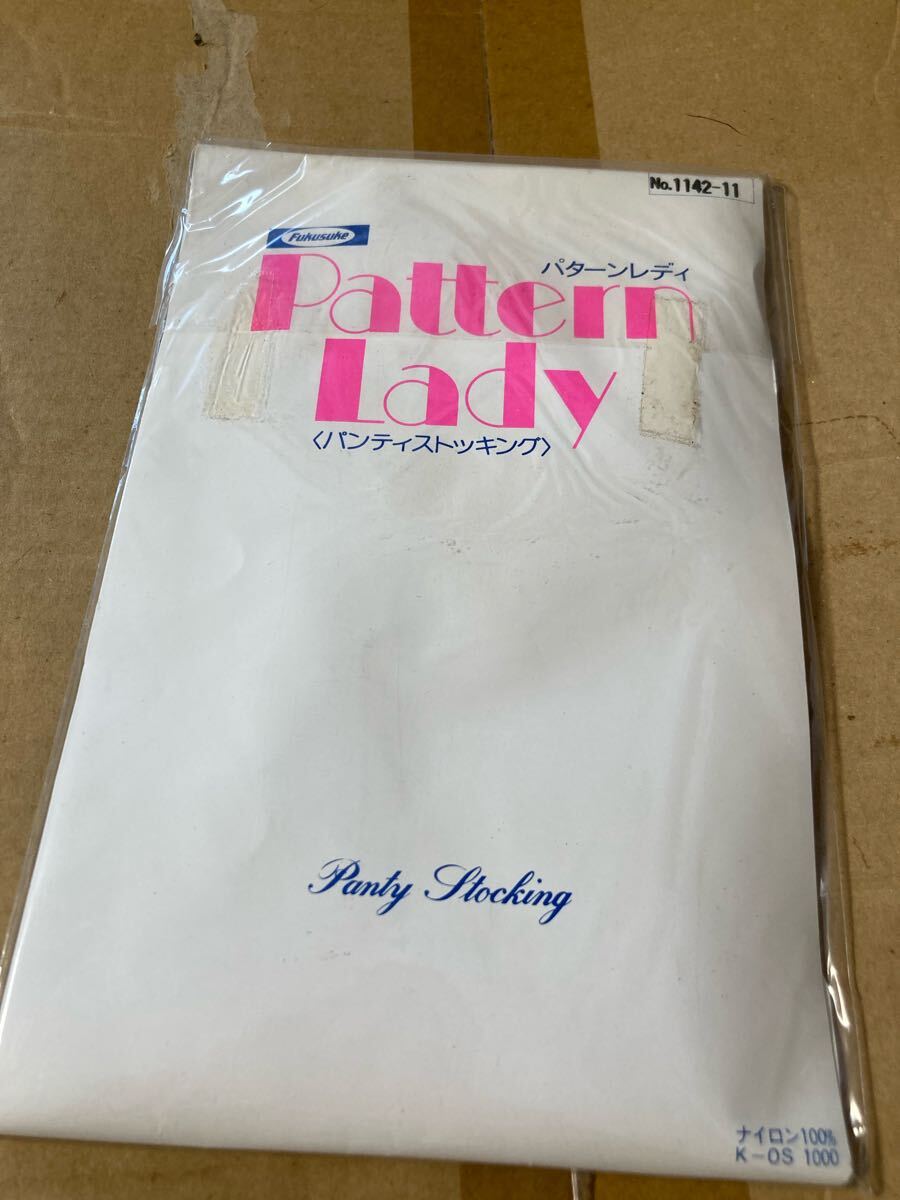 No.1142-11
Fukusuke
パターンレディ
Pattern
Lady
〈パンティストッキング〉
Panty Stocking
ナイロン100%
K-OS 1000